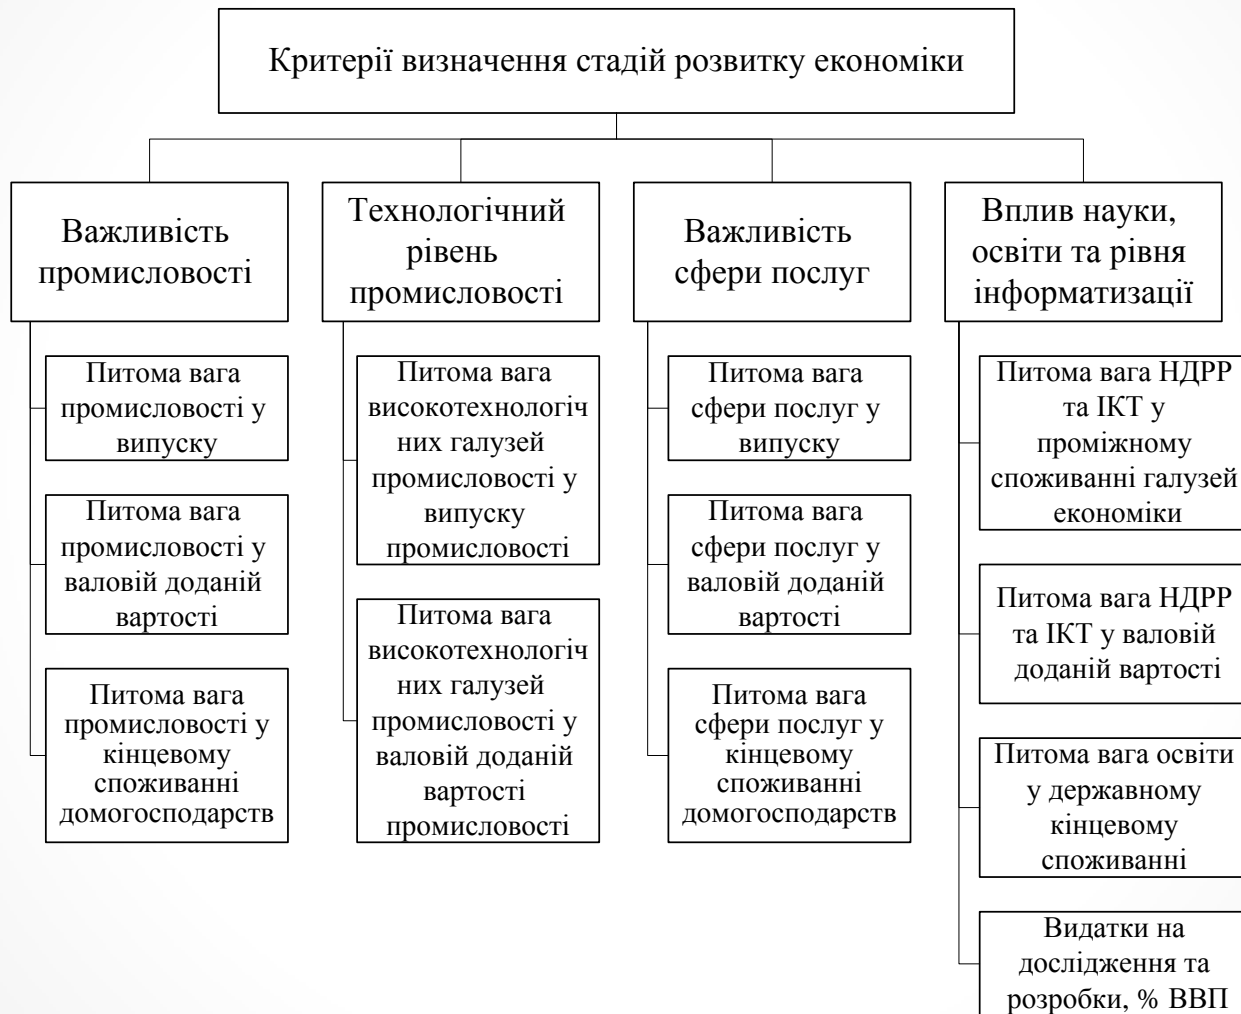 Критерії визначення стадій розвитку економіки
Важливість
промисловості
Питома вага
промисловості у
випуску
Питома вага
промисловості у
валовій доданій
вартості
Питома вага
промисловості у
кінцевому
споживанні
домогосподарств
Технологічний
рівень
промисловості
Питома вага
високотехнологіч
них галузей
промисловості у
випуску
промисловості
Питома вага
високотехнологіч
них галузей
промисловості у
валовій доданій
вартості
промисловості
Важливість
сфери послуг
Питома вага
сфери послуг у
випуску
Питома вага
сфери послуг у
валовій доданій
вартості
Питома вага
сфери послуг у
кінцевому
споживанні
домогосподарств
Вплив науки,
освіти та рівня
інформатизації
Питома вага НДРР
та ІКТ у
проміжному
споживанні галузей
економіки
Питома вага НДРР
та ІКТ у валовій
доданій вартості
Питома вага освіти
у державному
кінцевому
споживанні
Видатки на
дослідження та
розробки, % ВВП